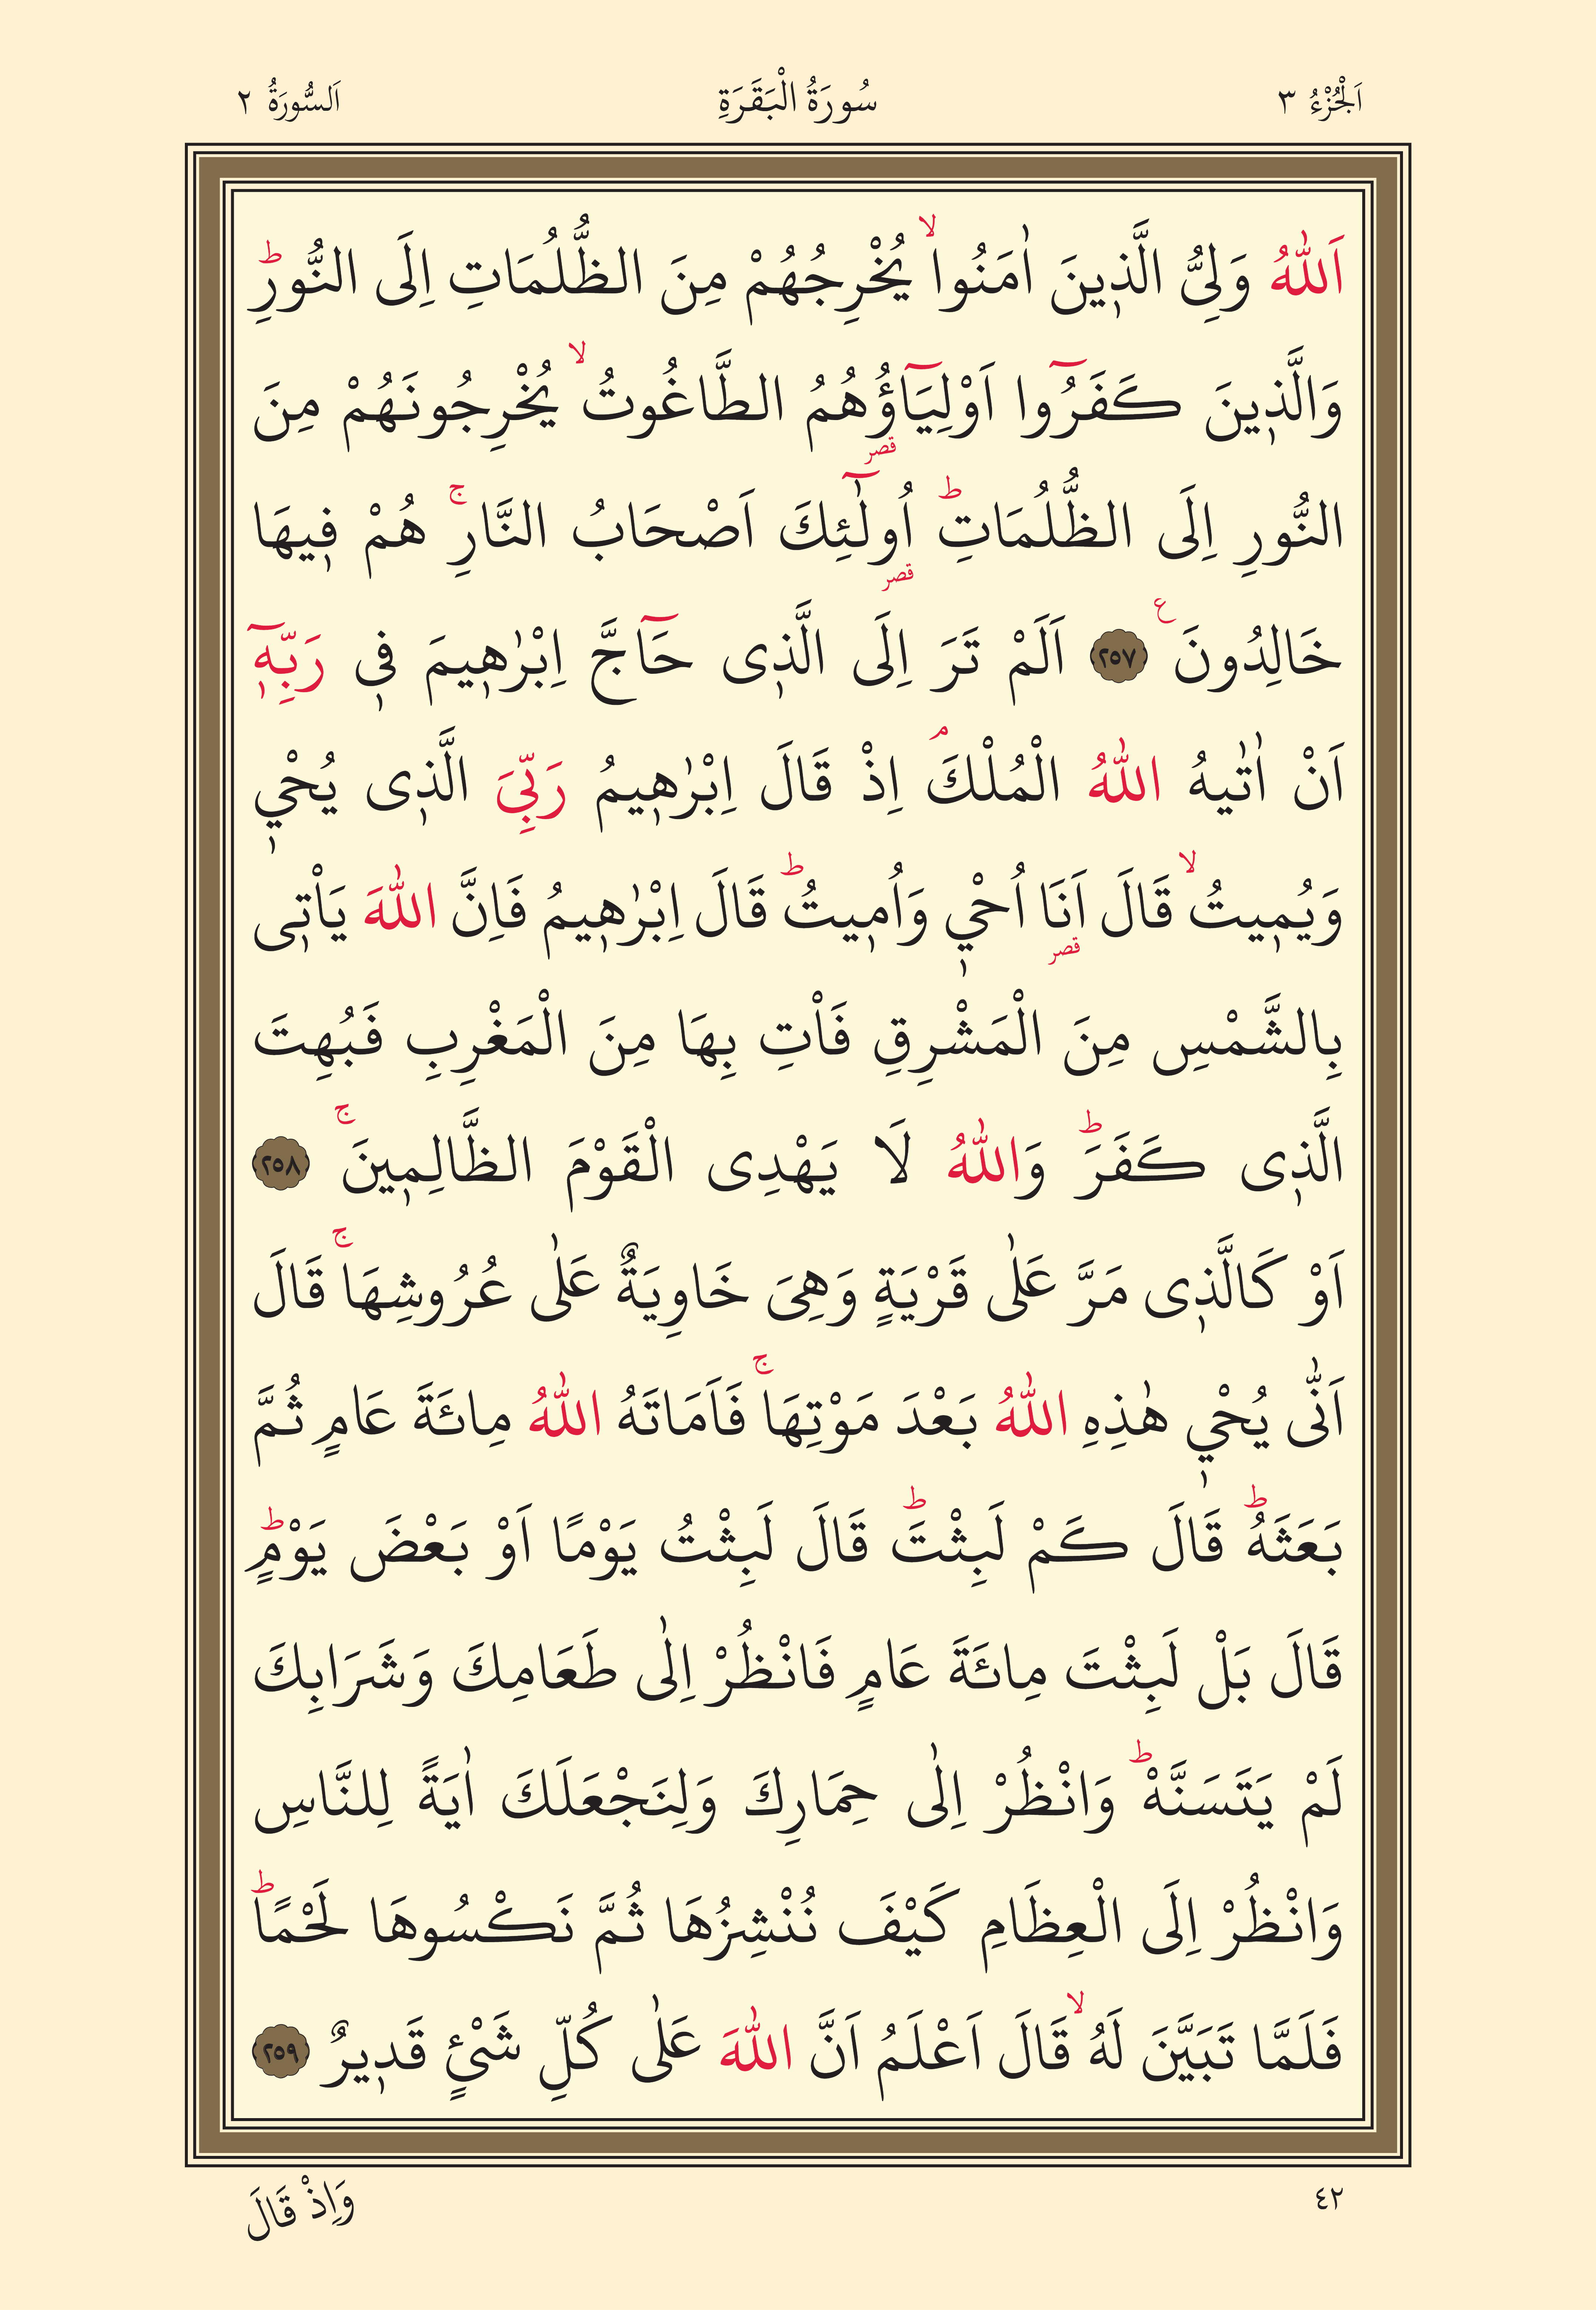 اَلْجُزْءُ ٣ سُورَةُ الْبَقَرَةِ اَلسُّورَةُ ٢
اَللّٰهُ وَلِيُّ الَّذ۪ينَ اٰمَنُواۙ يُخْرِجُهُمْ مِنَ الظُّلُمَاتِ اِلَى النُّورِۜ
وَالَّذ۪ينَ كَفَرُٓوا اَوْلِيَٓاؤُ۬هُمُ الطَّاغُوتُۙ يُخْرِجُونَهُمْ مِنَ
قصر
النُّورِ اِلَى الظُّلُمَاتِۜ اُو۬لٰٓئِكَ اَصْحَابُ النَّارِۚ هُمْ ف۪يهَا
قصر
خَالِدُونَ۟ ﴿٢٥٧﴾ اَلَمْ تَرَ اِلَى الَّذ۪ى حَٓاجَّ اِبْرٰه۪يمَ ف۪ى رَبِّه۪ٓ
اَنْ اٰتٰيهُ اللّٰهُ الْمُلْكَۢ اِذْ قَالَ اِبْرٰه۪يمُ رَبِّيَ الَّذ۪ى يُحْي۪
وَيُم۪يتُۙ قَالَ اَنَا اُحْي۪ وَاُم۪يتُۜ قَالَ اِبْرٰه۪يمُ فَاِنَّ اللّٰهَ يَاْت۪ى
قصر
بِالشَّمْسِ مِنَ الْمَشْرِقِ فَاْتِ بِهَا مِنَ الْمَغْرِبِ فَبُهِتَ
الَّذ۪ى كَفَرَۜ وَاللّٰهُ لَا يَهْدِى الْقَوْمَ الظَّالِم۪ينَۚ ﴿٢٥٨﴾
اَوْ كَالَّذ۪ى مَرَّ عَلٰى قَرْيَةٍ وَهِيَ خَاوِيَةٌ عَلٰى عُرُوشِهَاۚ قَالَ
اَنّٰى يُحْي۪ هٰذِهِ اللّٰهُ بَعْدَ مَوْتِهَاۚ فَاَمَاتَهُ اللّٰهُ مِائَةَ عَامٍ ثُمَّ
بَعَثَهُۜ قَالَ كَمْ لَبِثْتَۜ قَالَ لَبِثْتُ يَوْمًا اَوْ بَعْضَ يَوْمٍۜ
قَالَ بَلْ لَبِثْتَ مِائَةَ عَامٍ فَانْظُرْ اِلٰى طَعَامِكَ وَشَرَابِكَ
لَمْ يَتَسَنَّهْۜ وَانْظُرْ اِلٰى حِمَارِكَ وَلِنَجْعَلَكَ اٰيَةً لِلنَّاسِ
وَانْظُرْ اِلَى الْعِظَامِ كَيْفَ نُنْشِزُهَا ثُمَّ نَكْسُوهَا لَحْمًاۜ
فَلَمَّا تَبَيَّنَ لَهُۙ قَالَ اَعْلَمُ اَنَّ اللّٰهَ عَلٰى كُلِّ شَيْئٍ قَد۪يرٌ ﴿٢٥٩﴾
٤٢ وَاِذْ قَالَ